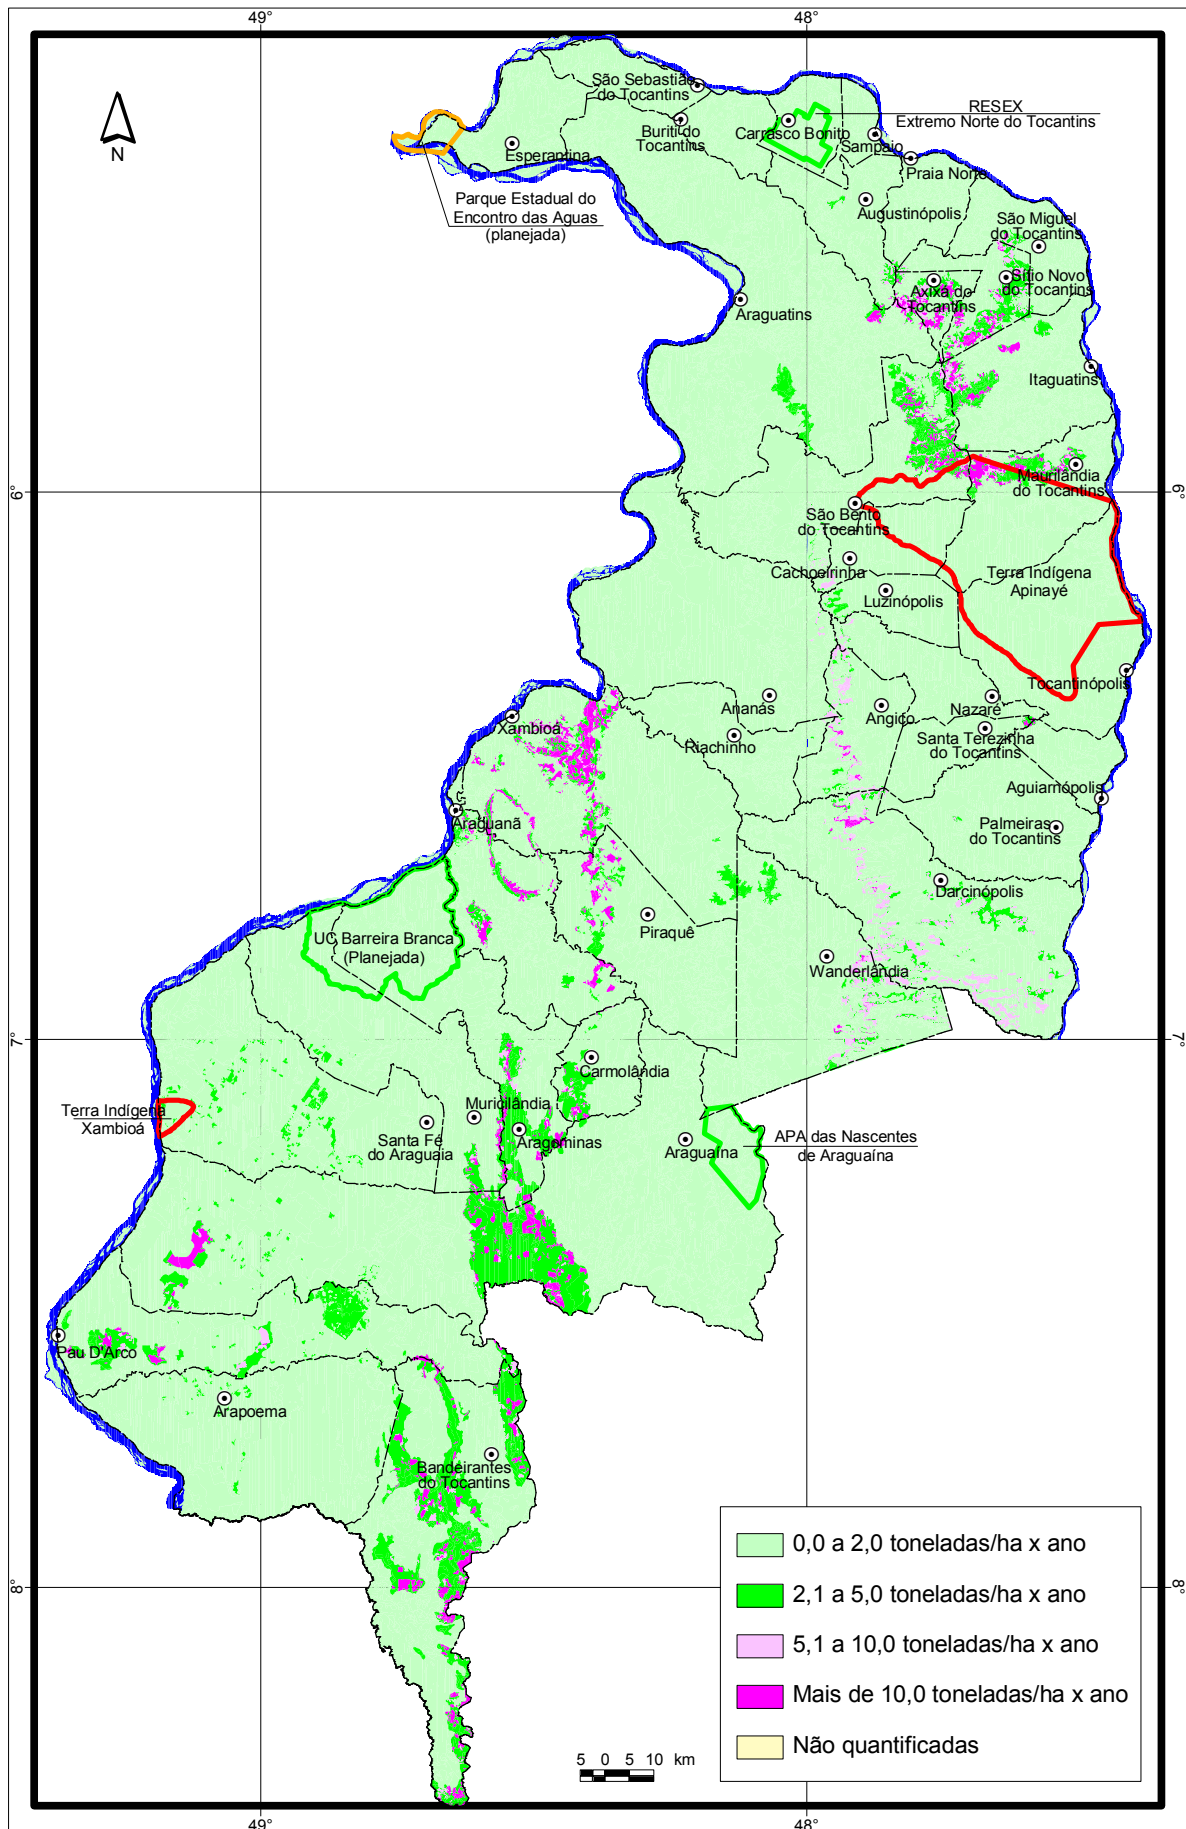 49°
48°
N
São Sebastião
do Tocantins
Buriti do
Tocantins
Esperantina
Carrasco Bonito
RESEX
Extremo Norte do Tocantins
Sampaio
Praia Norte
Parque Estadual do
Encontro das Aguas
(planejada)
Augustinópolis
São Miguel
do Tocantins
Sítio Novo
do Tocantins
Axixá do
Tocantins
Araguatins
Itaguatins
Maurilândia
do Tocantins
6°
6°
São Bento
do Tocantins
Cachoeirinha
Luzinópolis
Terra Indígena
Apinayé
Tocantinópolis
Ananás
Angico
Nazaré
Xambioá
Riachinho
Santa Terezinha
do Tocantins
Aguiarnópolis
Araguanã
Palmeiras
do Tocantins
Darcinópolis
Piraquê
UC Barreira Branca
(Planejada)
Wanderlândia
7°
7°
Carmolândia
Terra Indígena
Xambioá
Muricilândia
Santa Fé
do Araguaia
Aragominas
Araguaína
APA das Nascentes
de Araguaína
Pau D'Arco
Arapoema
Bandeirantes
do Tocantins
8°
8°
0,0 a 2,0 toneladas/ha x ano
2,1 a 5,0 toneladas/ha x ano
5,1 a 10,0 toneladas/ha x ano
Mais de 10,0 toneladas/ha x ano
Não quantificadas
5 0 5 10 km
49°
48°